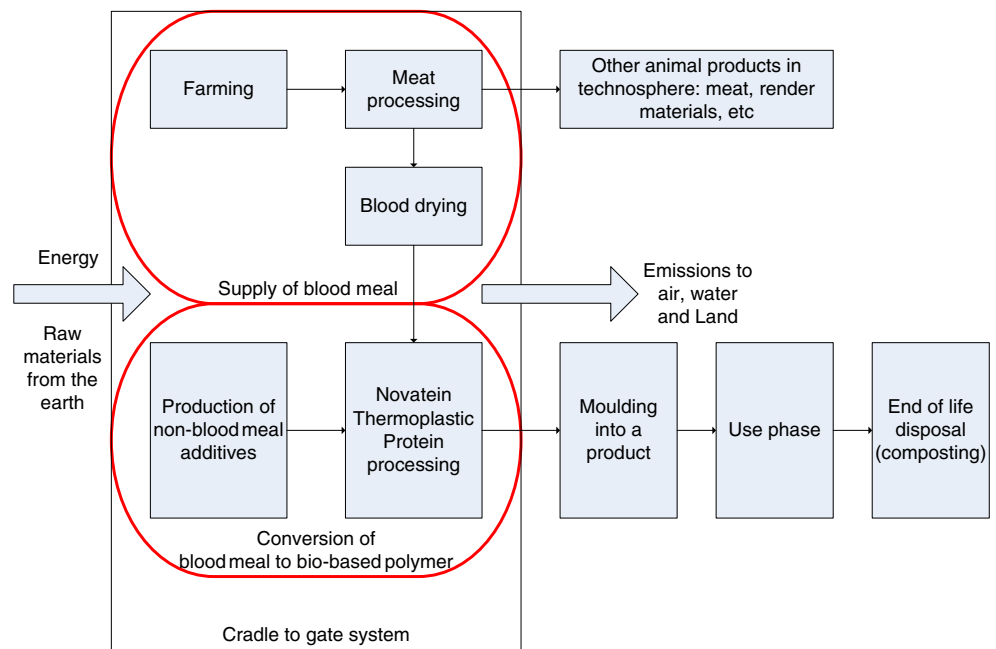 Farming
Meat
processing
Other animal products in
technosphere: meat, render
materials, etc
Blood drying
Energy
Supply of blood meal
Emissions to
air, water
and Land
Raw
materials
from the
earth
Production of
non-blood meal
additives
Novatein
Thermoplastic
Protein
processing
Moulding
into a
product
Use phase
End of life
disposal
(composting)
Conversion of
blood meal to bio-based polymer
Cradle to gate system